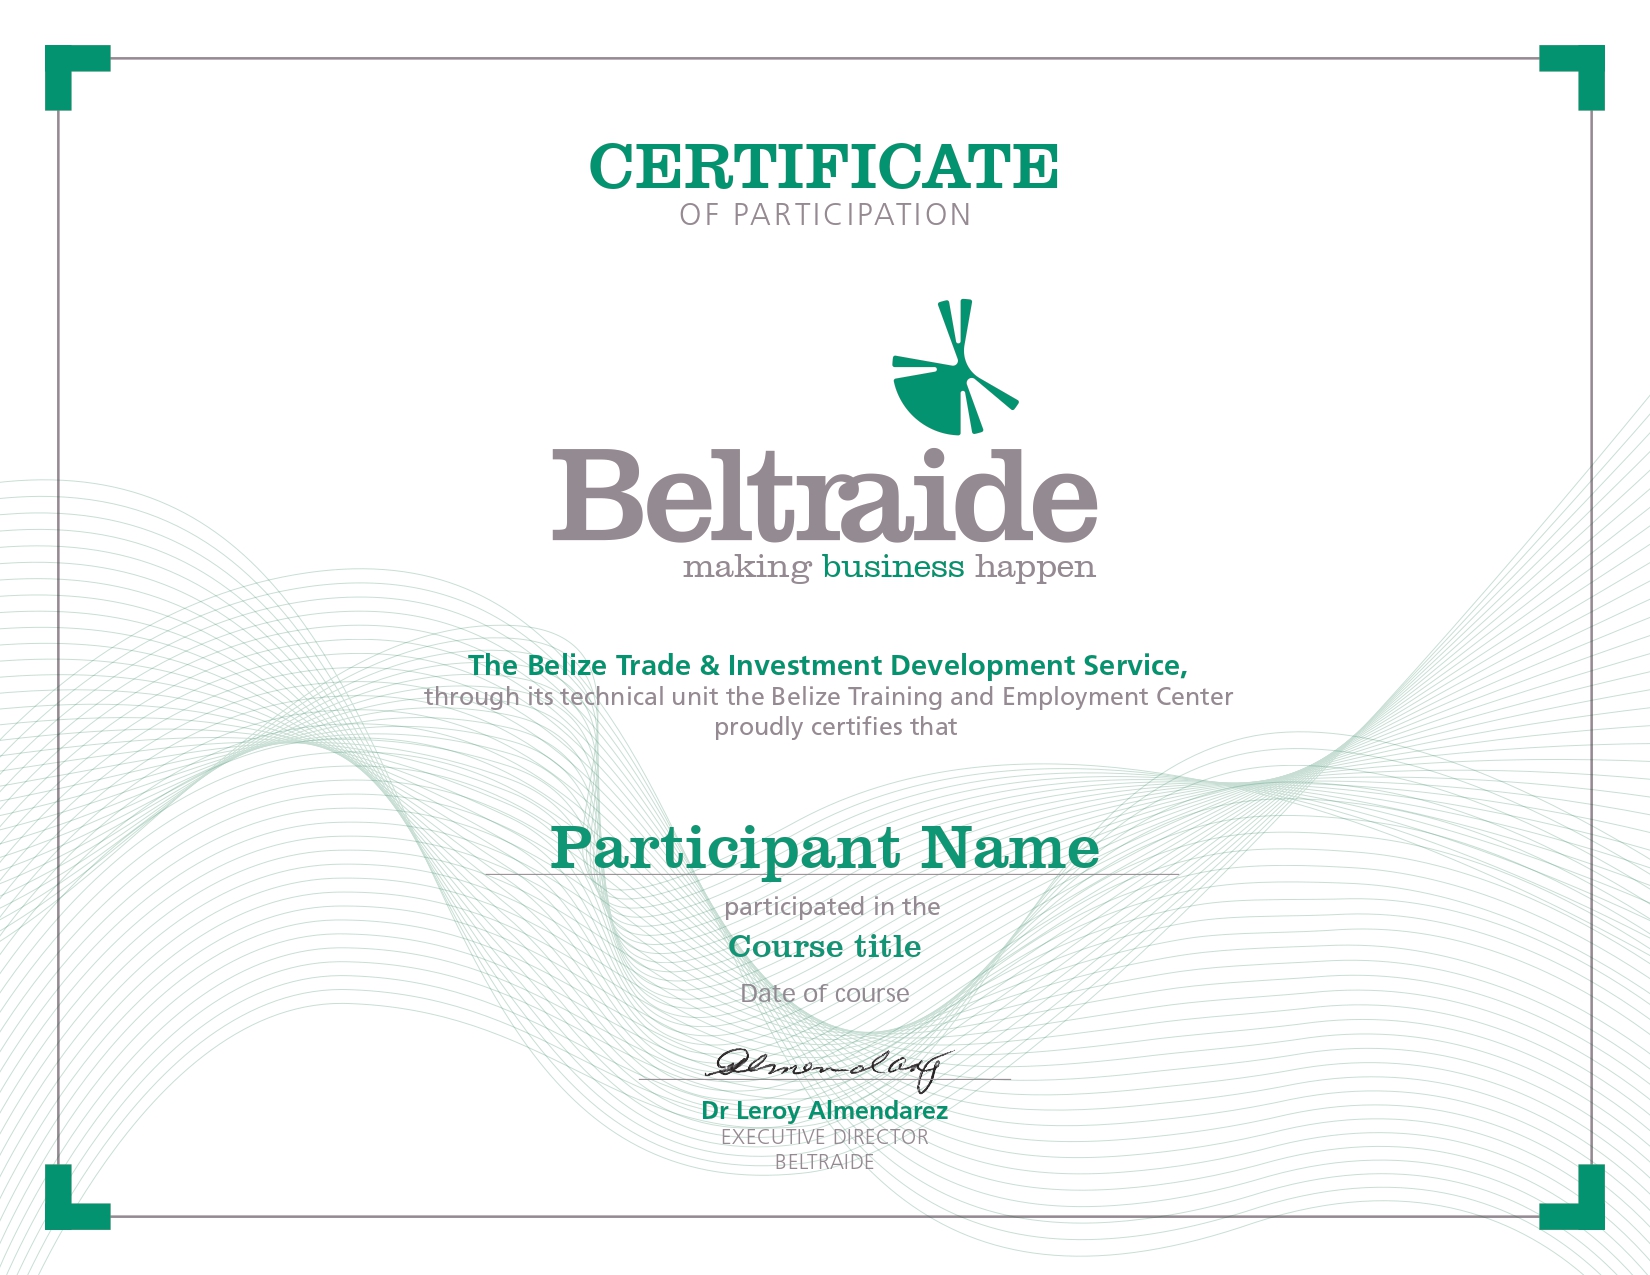 CERTIFICATE
OF PARTICIPATION
Beltraide
making business happen
The Belize Trade & Investment Development Service,
through its technical unit the Belize Training and Employment Center
proudly certifies that
Participant Name
participated in the
Course title
Date of course
Almendarez
Dr Leroy Almendarez
EXECUTIVE DIRECTOR
BELTRAIDE